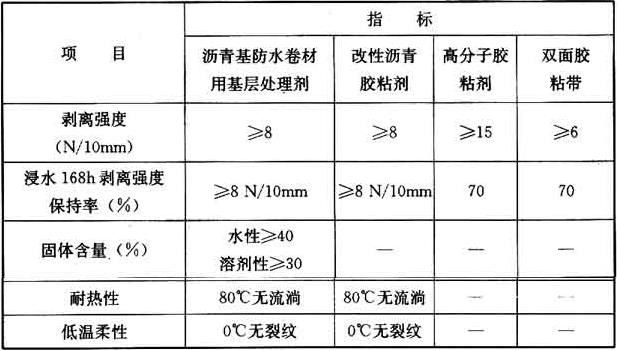 项 目
指 标
沥青基防水卷材
用基层处理剂
改性沥青
胶粘剂
高分子胶
粘剂
双面胶
粘带
剥离强度
(N/10mm)
≥8
≥8
≥15
≥6
浸水 168h 剥离强度
保持率(%)
≥8 N/10mm
≥8 N/10mm
70
70
固体含量(%)
水性≥40
溶剂性≥30
—
—
—
耐热性
80℃无流淌
80℃无流淌
—
—
低温柔性
0℃无裂纹
0℃无裂纹
—
—